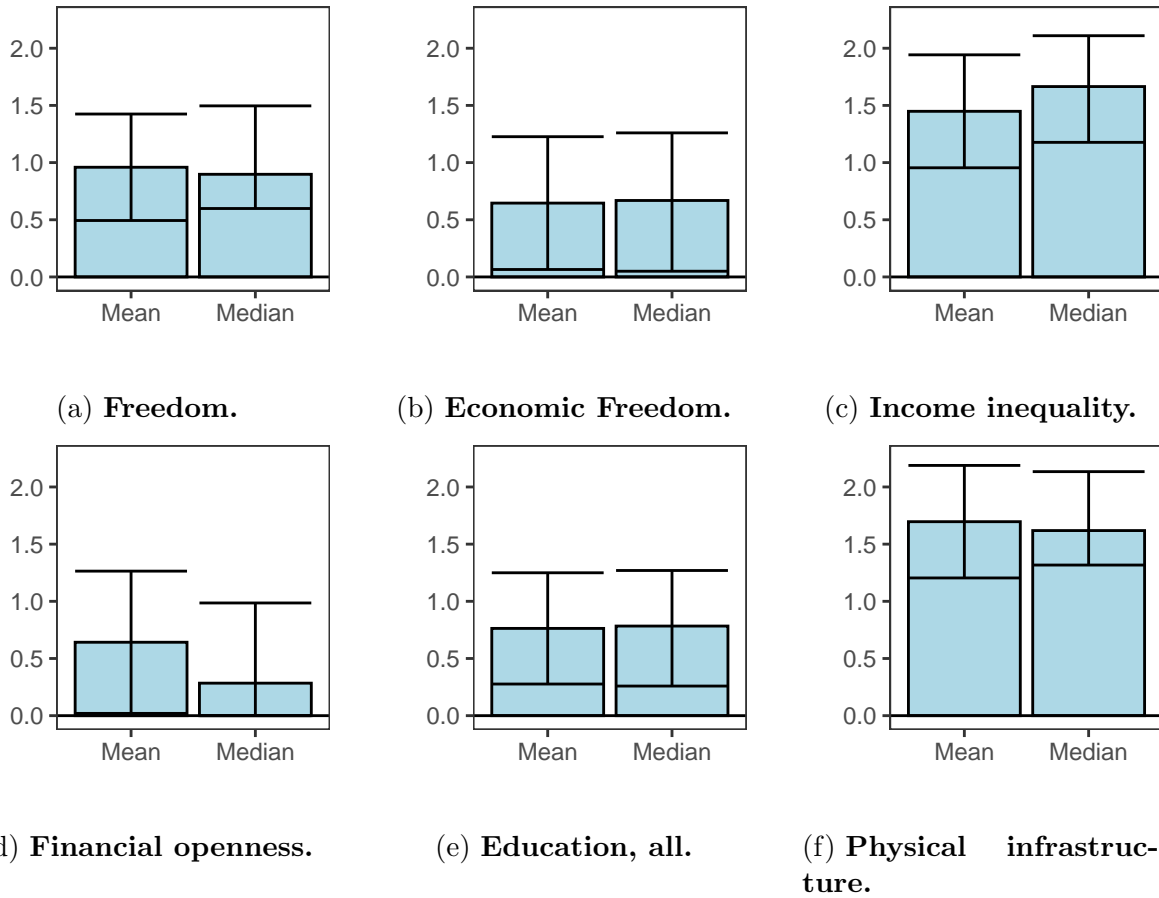 2.0
1.5
1.0
0.5
0.0
Mean Median
2.0
1.5
1.0
0.5
0.0
Mean Median
2.0
1.5
1.0
0.5
0.0
Mean Median
(a) Freedom.
(b) Economic Freedom.
(c) Income inequality.
2.0
1.5
1.0
0.5
0.0
Mean Median
2.0
1.5
1.0
0.5
0.0
Mean Median
2.0
1.5
1.0
0.5
0.0
Mean Median
d) Financial openness.
(e) Education, all.
(f) Physical infrastruc-
ture.